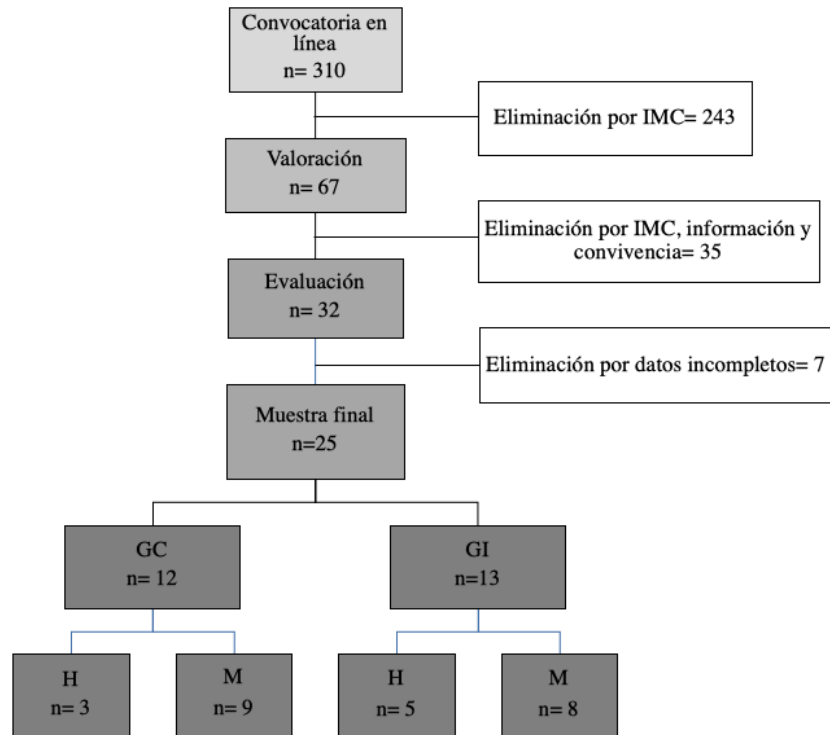 Convocatoria en
línea
n= 310
Eliminación por IMC= 243
Valoración
n= 67
Eliminación por IMC, información y
convivencia= 35
Evaluación
n= 32
Eliminación por datos incompletos= 7
Muestra final
n=25
GC
n= 12
GI
n=13
H
n= 3
M
n= 9
H
n= 5
M
n= 8